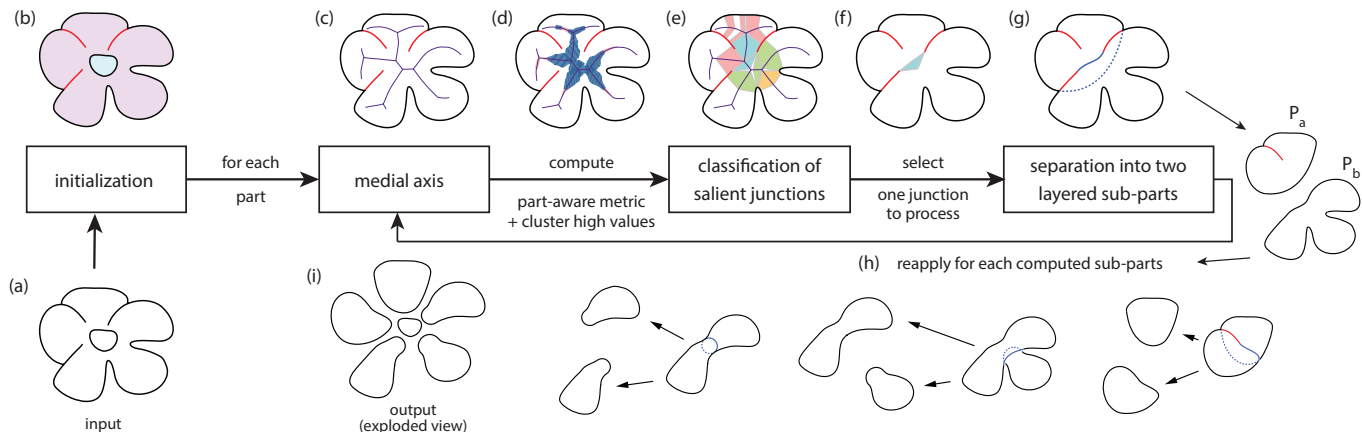 (b)
(c)
(d)
(e)
(f)
(g)
P_a
P_b
initialization
for each
part
medial axis
compute
part-aware metric
+ cluster high values
classification of
salient junctions
select
one junction
to process
separation into two
layered sub-parts
(h)
reapply for each computed sub-parts
(a)
(i)
input
output
(exploded view)